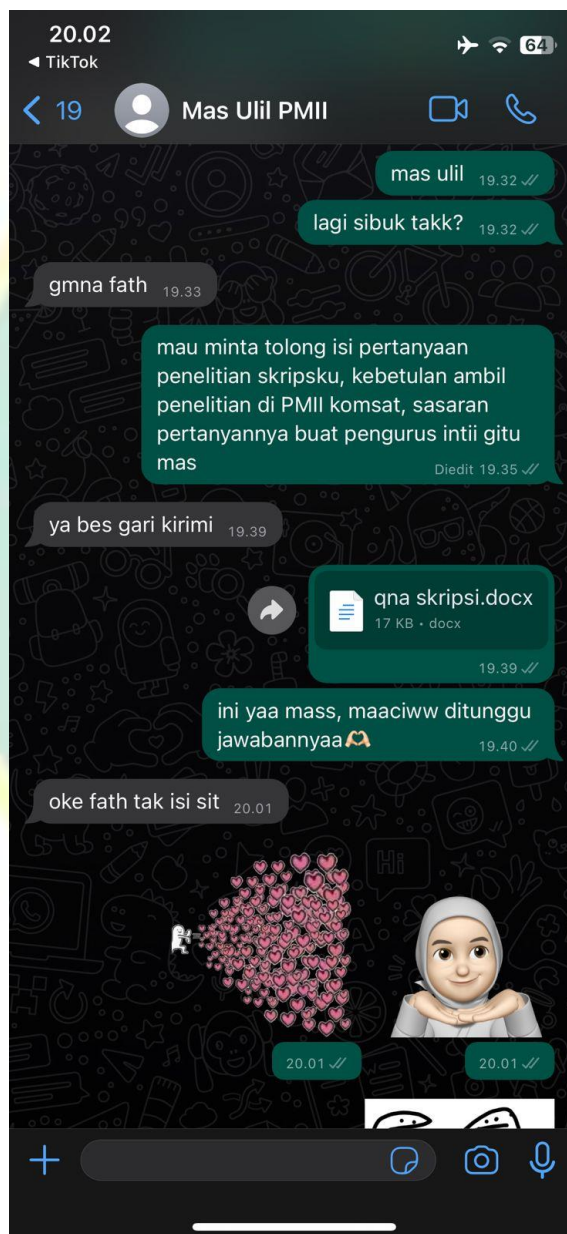 20.02
64
◀ TikTok
19
Mas Ulil PMII
mas ulil 19.32
lagi sibuk takk? 19.32
gmna fath 19.33
mau minta tolong isi pertanyaan
penelitian skripsku, kebetulan ambil
penelitian di PMII komsat, sasaran
pertanyannya buat pengurus intii gitu
mas
Diedit 19.35
ya bes gari kirimi 19.39
qna skripsi.docx
17 KB • docx
19.39
ini yaa mass, maaciww ditunggu
jawabannyaa🫶🏻 19.40
oke fath tak isi sit 20.01
Hi
20.01
20.01